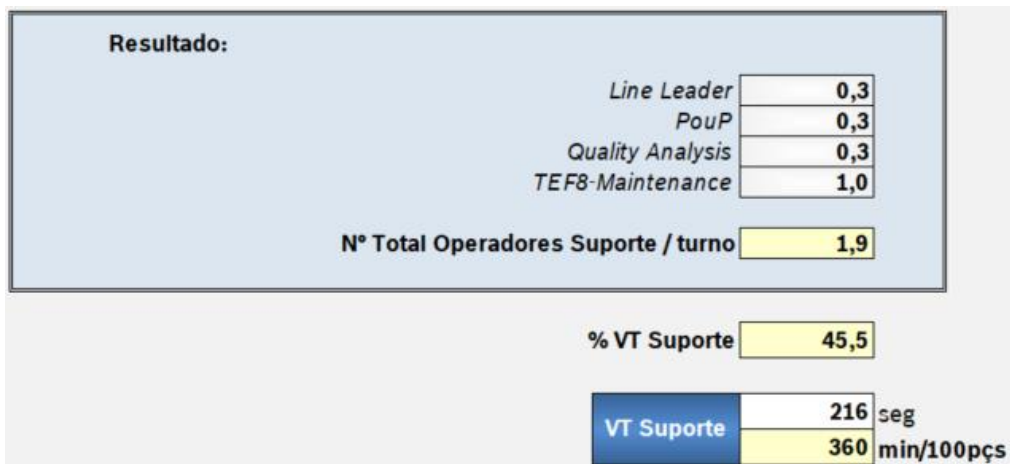 Resultado:
Line Leader 0,3
PouP 0,3
Quality Analysis 0,3
TEF8-Maintenance 1,0
Nº Total Operadores Suporte / turno 1,9
% VT Suporte 45,5
VT Suporte 216 seg
360 min/100pçs